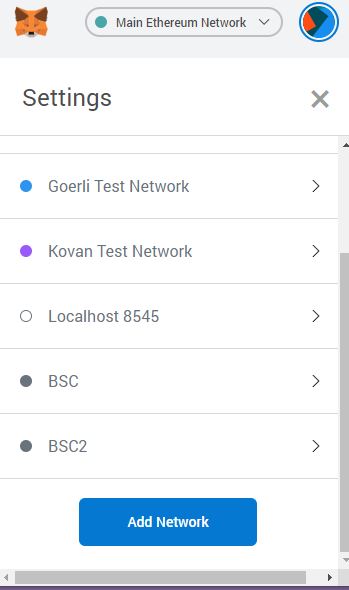 Main Ethereum Network
Settings
Goerli Test Network
Kovan Test Network
Localhost 8545
BSC
BSC2
Add Network